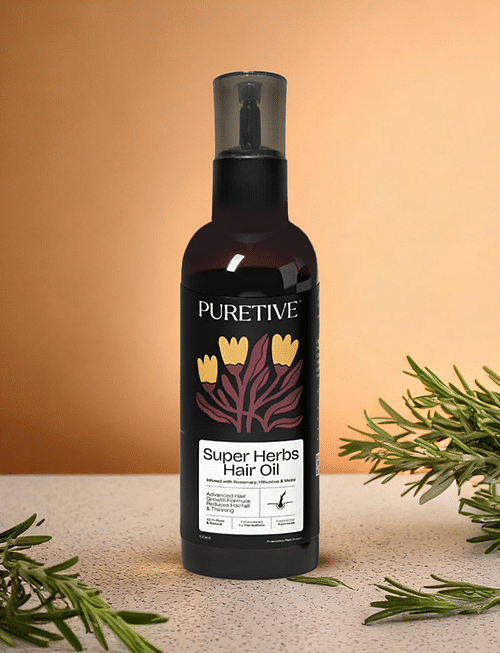 PURETIVE
Super Herbs
Hair Oil
Infused with Rosemary, Hibiscus & Methi
Advanced Hair
Growth Formula
Reduces Hairfall
& Thinning
100% Pure
& Natural
Formulated
by Herbalists
Inspired by
Ayurveda